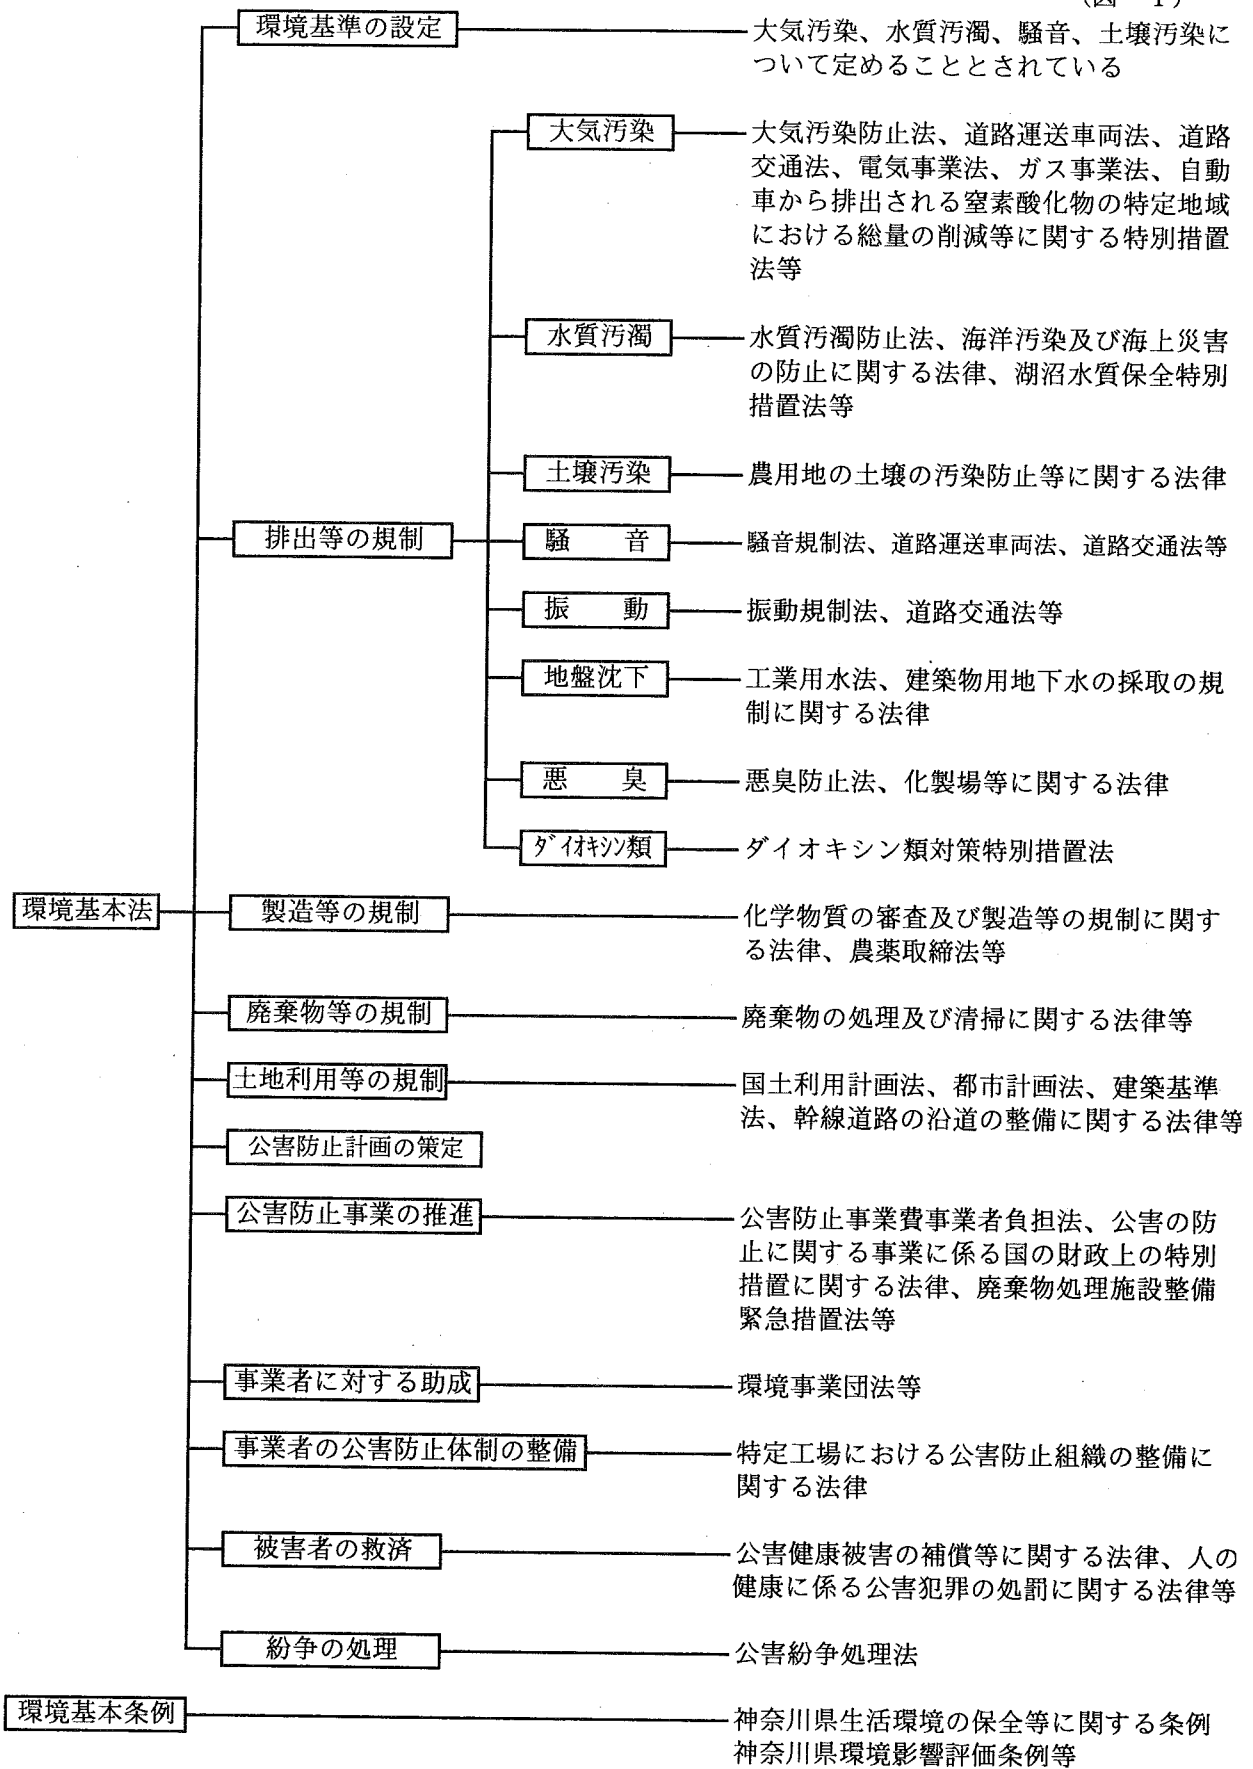 (図 1)
環境基準の設定
大気汚染、水質汚濁、騒音、土壌汚染に
ついて定めることとされている
大気汚染
大気汚染防止法、道路運送車両法、道路
交通法、電気事業法、ガス事業法、自動
車から排出される窒素酸化物の特定地域
における総量の削減等に関する特別措置
法等
水質汚濁
水質汚濁防止法、海洋汚染及び海上災害
の防止に関する法律、湖沼水質保全特別
措置法等
土壌汚染
農用地の土壌の汚染防止等に関する法律
排出等の規制
騒　音
騒音規制法、道路運送車両法、道路交通法等
振　動
振動規制法、道路交通法等
地盤沈下
工業用水法、建築物用地下水の採取の規
制に関する法律
悪　臭
悪臭防止法、化製場等に関する法律
ﾀﾞｲｵｷｼﾝ類
ダイオキシン類対策特別措置法
環境基本法
製造等の規制
化学物質の審査及び製造等の規制に関す
る法律、農薬取締法等
廃棄物等の規制
廃棄物の処理及び清掃に関する法律等
土地利用等の規制
国土利用計画法、都市計画法、建築基準
法、幹線道路の沿道の整備に関する法律等
公害防止計画の策定
公害防止事業の推進
公害防止事業費事業者負担法、公害の防
止に関する事業に係る国の財政上の特別
措置に関する法律、廃棄物処理施設整備
緊急措置法等
事業者に対する助成
環境事業団法等
事業者の公害防止体制の整備
特定工場における公害防止組織の整備に
関する法律
被害者の救済
公害健康被害の補償等に関する法律、人の
健康に係る公害犯罪の処罰に関する法律等
紛争の処理
公害紛争処理法
環境基本条例
神奈川県生活環境の保全等に関する条例
神奈川県環境影響評価条例等